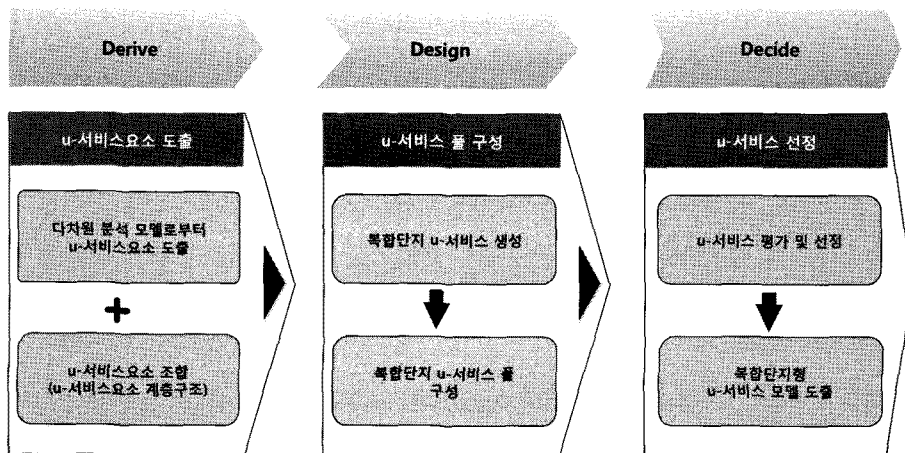 Derive
Design
Decide
u-서비스요소 도출
u-서비스 풀 구성
u-서비스 선정
다차원 분석 모델로부터
u-서비스요소 도출
+
u-서비스요소 조합
(u-서비스요소 계층구조)
복합단지 u-서비스 생성
복합단지 u-서비스 풀
구성
u-서비스 평가 및 선정
복합단지형
u-서비스 모델 도출